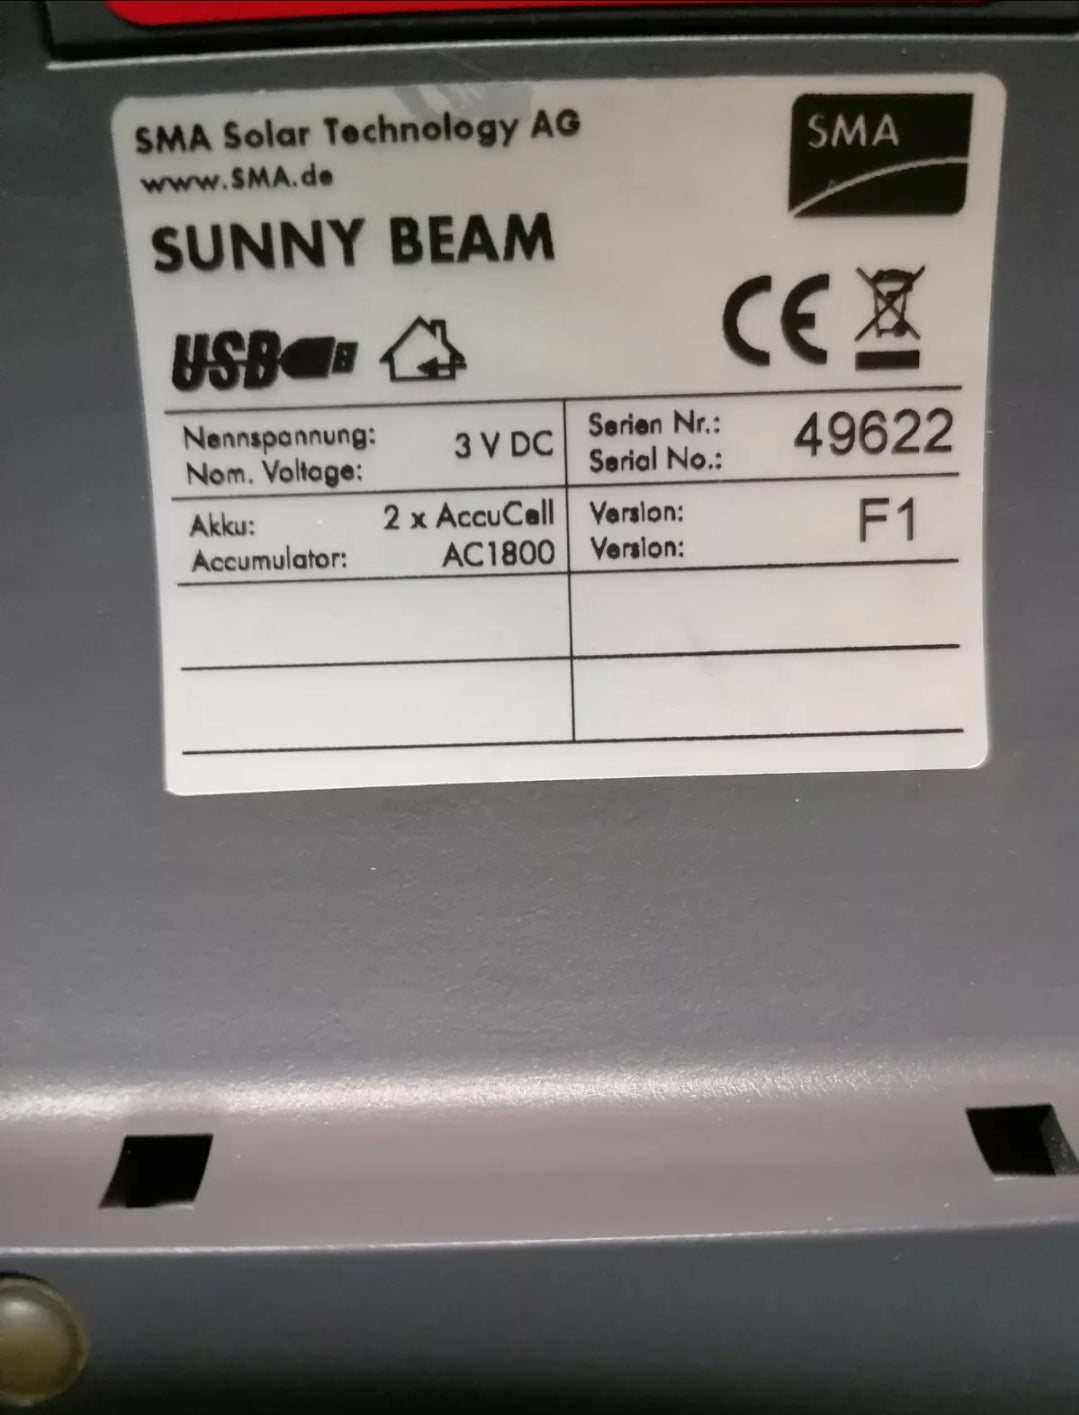 SMA Solar Technology AG
www.SMA.de
SMA
SUNNY BEAM
USB
CE
Nennspannung:
Nom. Voltage:
3 V DC
Serien Nr.:
Serial No.:
49622
Akku:
Accumulator:
2 x AccuCell
AC1800
Version:
Version:
F1